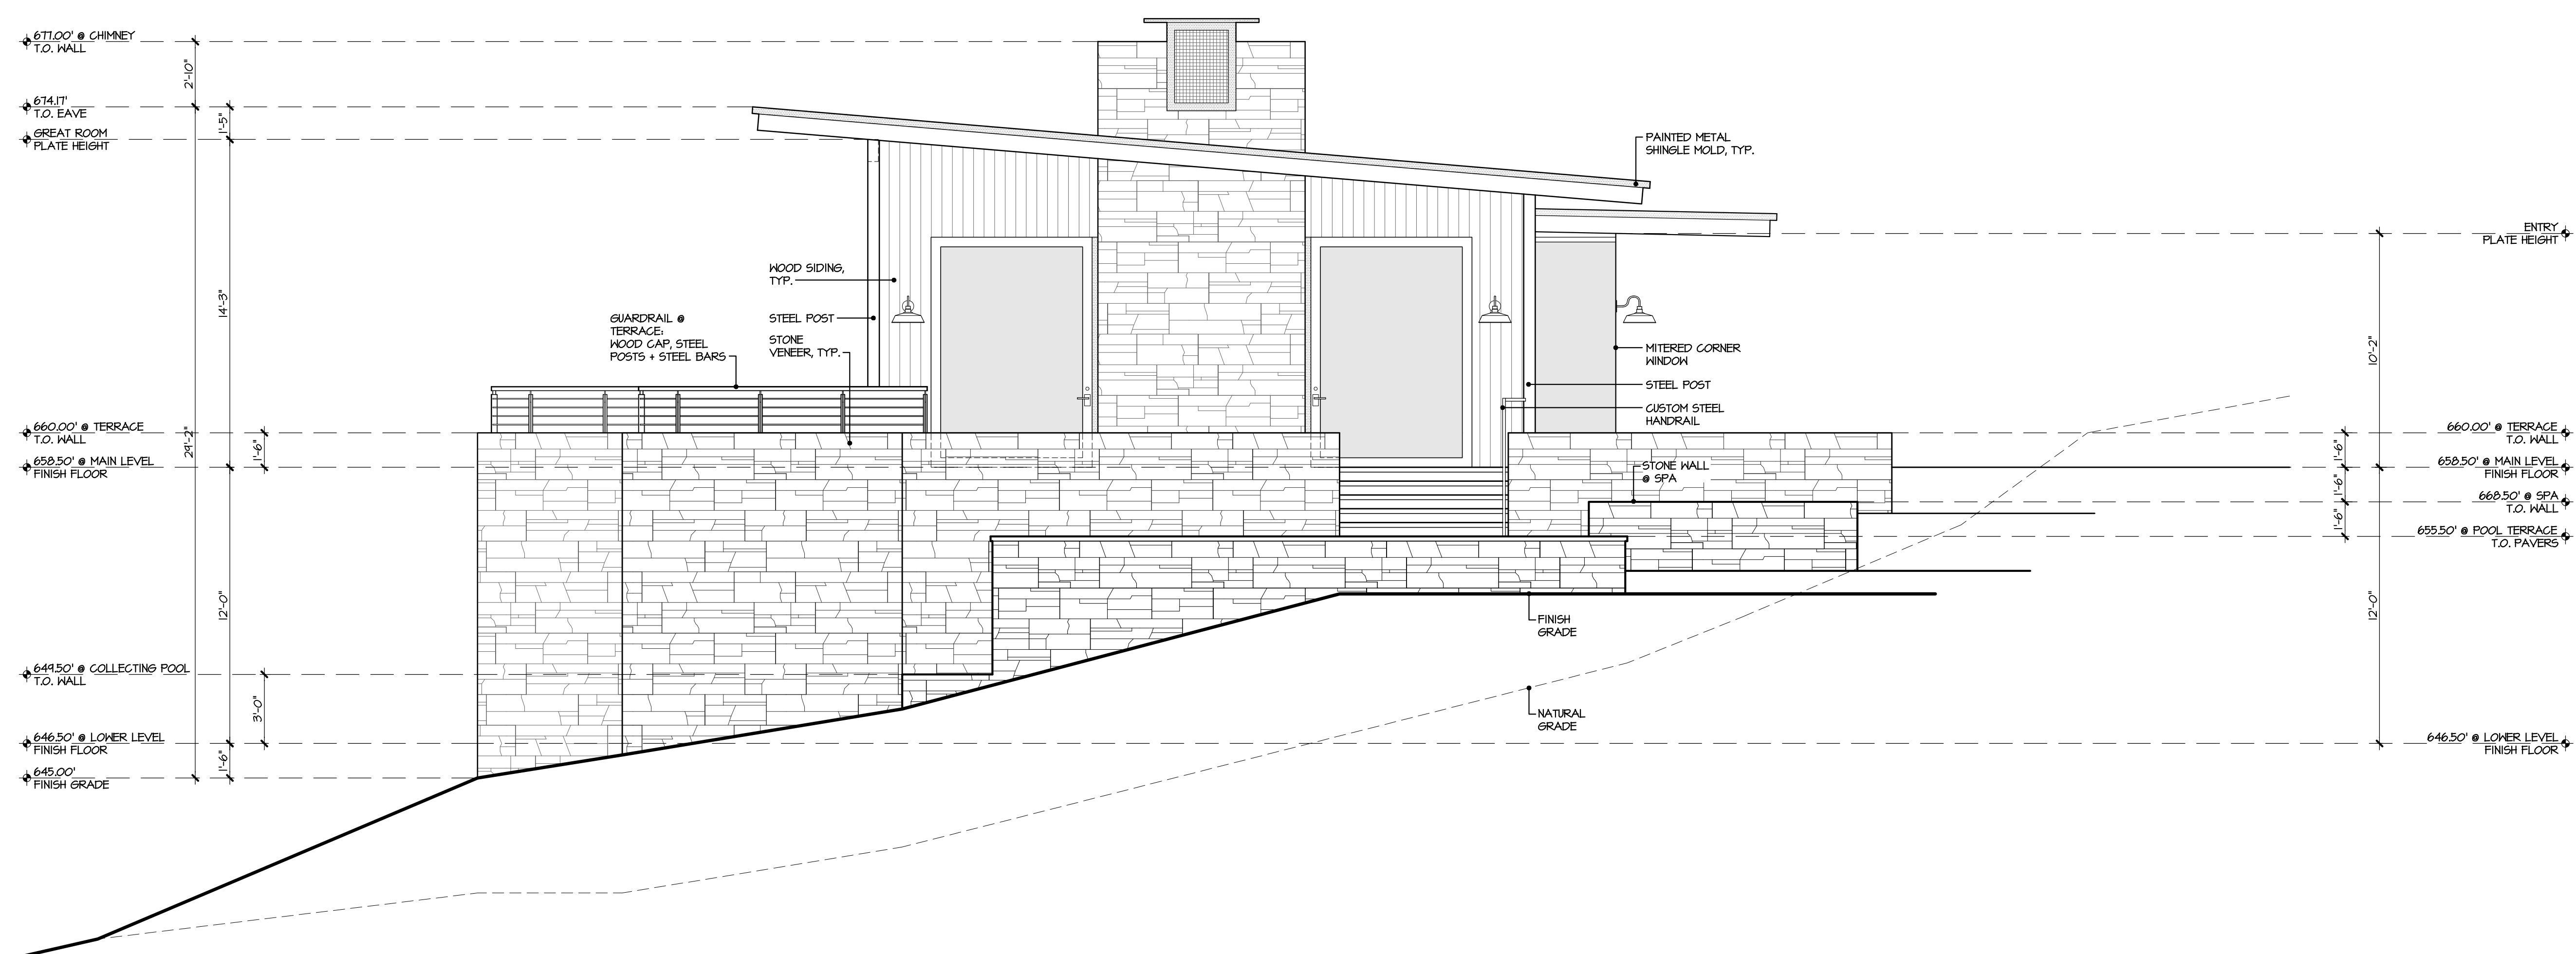 677.00' @ CHIMNEY
T.O. WALL
2'-10"
674.17'
T.O. EAVE
1'-5"
GREAT ROOM
PLATE HEIGHT
PAINTED METAL
SHINGLE MOLD, TYP.
ENTRY
PLATE HEIGHT
WOOD SIDING,
TYP.
14'-3"
GUARDRAIL @
TERRACE:
WOOD CAP, STEEL
POSTS + STEEL BARS
STEEL POST
STONE
VENEER, TYP.
MITERED CORNER
WINDOW
10'-2"
STEEL POST
CUSTOM STEEL
HANDRAIL
660.00' @ TERRACE
T.O. WALL
29'-2"
1'-6"
658.50' @ MAIN LEVEL
FINISH FLOOR
660.00' @ TERRACE
T.O. WALL
1'-6"
658.50' @ MAIN LEVEL
FINISH FLOOR
STONE WALL
@ SPA
1'-6"
668.50' @ SPA
T.O. WALL
1'-6"
655.50' @ POOL TERRACE
T.O. PAVERS
12'-0"
12'-0"
FINISH
GRADE
649.50' @ COLLECTING POOL
T.O. WALL
3'-0"
NATURAL
GRADE
646.50' @ LOWER LEVEL
FINISH FLOOR
646.50' @ LOWER LEVEL
FINISH FLOOR
1'-6"
645.00'
FINISH GRADE